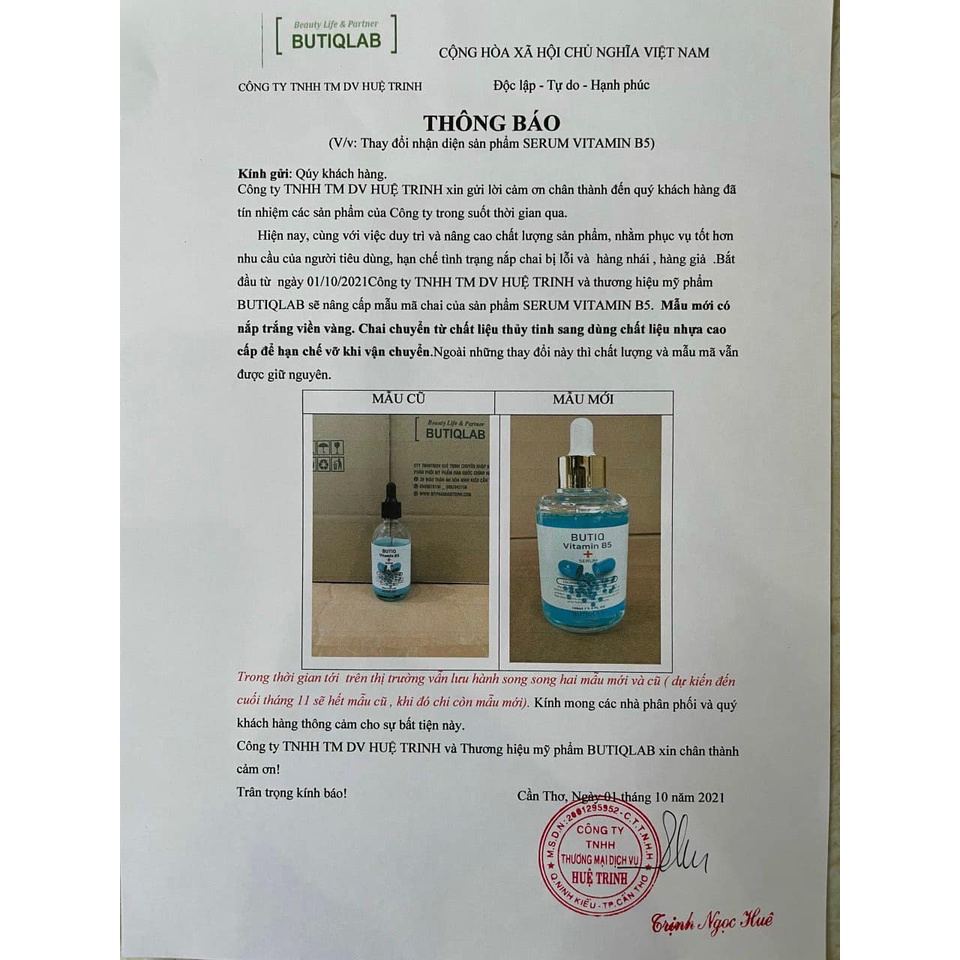 Beauty Life & Partner
BUTIQLAB
CỘNG HÒA XÃ HỘI CHỦ NGHĨA VIỆT NAM
CÔNG TY TNHH TM DV HUỆ TRINH
Độc lập - Tự do - Hạnh phúc
THÔNG BÁO
(V/v: Thay đổi nhận diện sản phẩm SERUM VITAMIN B5)
Kính gửi: Qúy khách hàng.
Công ty TNHH TM DV HUỆ TRINH xin gửi lời cảm ơn chân thành đến quý khách hàng đã
tín nhiệm các sản phẩm của Công ty trong suốt thời gian qua.
Hiện nay, cùng với việc duy trì và nâng cao chất lượng sản phẩm, nhằm phục vụ tốt hơn
nhu cầu của người tiêu dùng, hạn chế tình trạng nắp chai bị lỗi và hàng nhái , hàng giả .Bắt
đầu từ ngày 01/10/2021Công ty TNHH TM DV HUỆ TRINH và thương hiệu mỹ phẩm
BUTIQLAB sẽ nâng cấp mẫu mã chai của sản phẩm SERUM VITAMIN B5. Mẫu mới có
nắp trắng viền vàng. Chai chuyển từ chất liệu thủy tinh sang dùng chất liệu nhựa cao
cấp để hạn chế vỡ khi vận chuyển.Ngoài những thay đổi này thì chất lượng và mẫu mã vẫn
được giữ nguyên.
MẪU CŨ
MẪU MỚI
Beauty Life & Partner
BUTIQLAB
BUTIQ
Vitamin B5
+
BUTIQ
Vitamin B5
+
SERUM
Trong thời gian tới trên thị trường vẫn lưu hành song song hai mẫu mới và cũ ( dự kiến đến
cuối tháng 11 sẽ hết mẫu cũ , khi đó chỉ còn mẫu mới). Kính mong các nhà phân phối và quý
khách hàng thông cảm cho sự bất tiện này.
Công ty TNHH TM DV HUỆ TRINH và Thương hiệu mỹ phẩm BUTIQLAB xin chân thành
cảm ơn!
Trân trọng kính báo!
Cần Thơ, Ngày 01 tháng 10 năm 2021
M.S.D.N: 2001295952-C.T.T.N.H.H
CÔNG TY
TNHH
THƯƠNG MẠI DỊCH VỤ
HUỆ TRINH
Q.NINH KIỀU-TP.CẦN THƠ
Trịnh Ngọc Huê